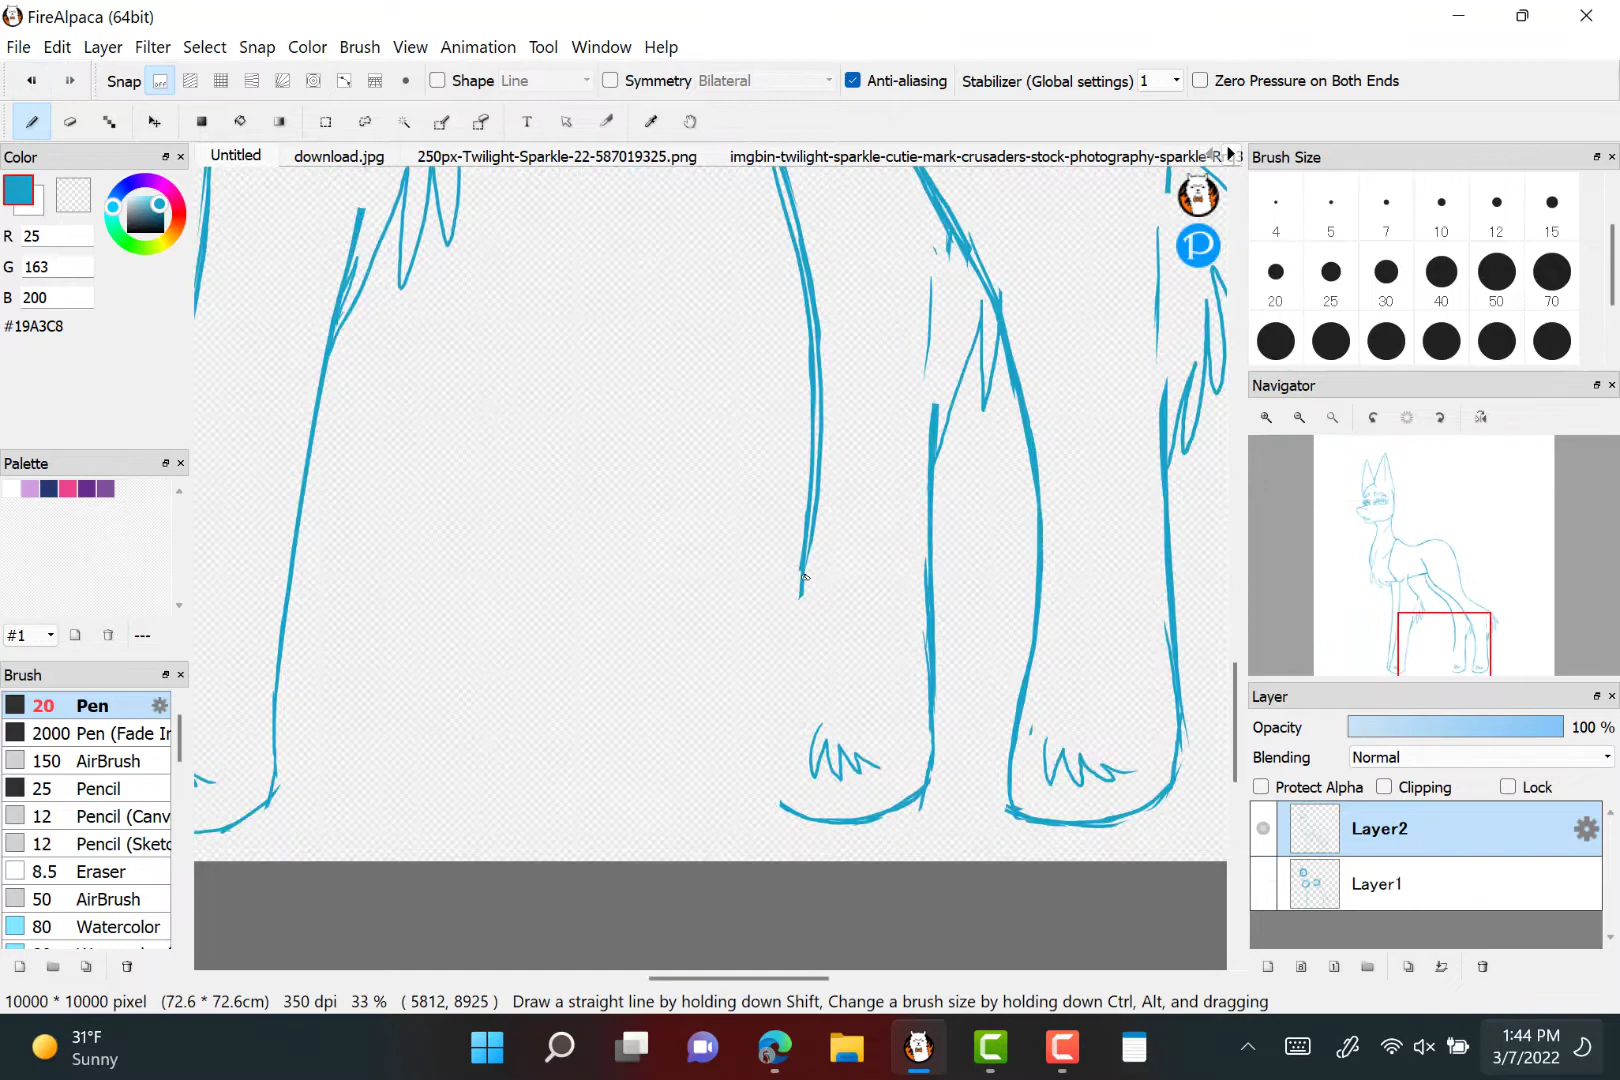 FireAlpaca (64bit)
File Edit Layer Filter Select Snap Color Brush View Animation Tool Window Help
Snap off Shape Line Symmetry Bilateral Anti-aliasing Stabilizer (Global settings) 1 Zero Pressure on Both Ends
T
Color Untitled download.jpg 250px-Twilight-Sparkle-22-587019325.png imgbin-twilight-sparkle-cutie-mark-crusaders-stock-photography-sparkle- Brush Size
R 25
G 163
B 200
#19A3C8
P
4 5 7 10 12 15
20 25 30 40 50 70
Navigator
Palette
#1 ---
Brush
20 Pen
2000 Pen (Fade Ir
150 AirBrush
25 Pencil
12 Pencil (Canv
12 Pencil (Sketc
8.5 Eraser
50 AirBrush
80 Watercolor
Layer
Opacity 100 %
Blending Normal
Protect Alpha Clipping Lock
Layer2
Layer1
10000 * 10000 pixel (72.6 * 72.6cm) 350 dpi 33 % ( 5812, 8925 ) Draw a straight line by holding down Shift, Change a brush size by holding down Ctrl, Alt, and dragging
31°F
Sunny
1:44 PM
3/7/2022